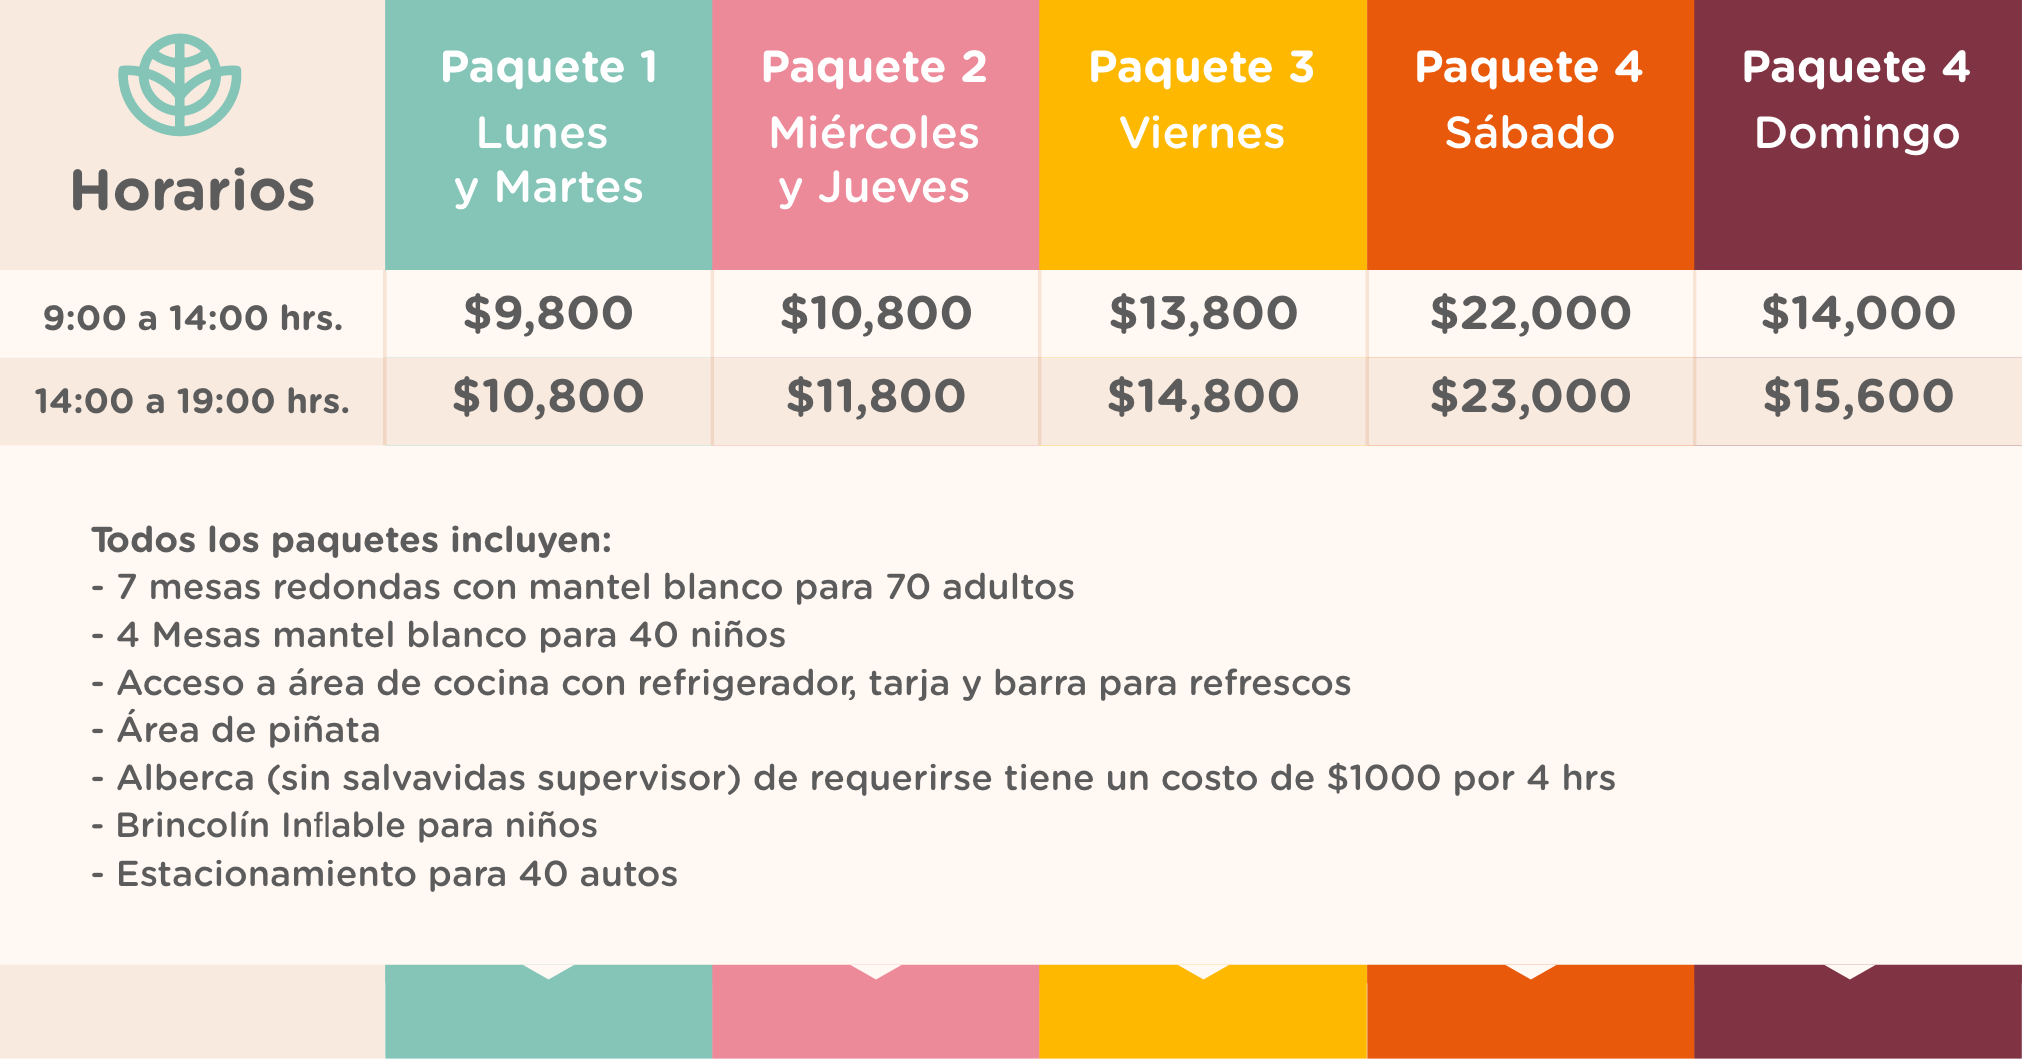 Horarios
Paquete 1
Lunes
y Martes
Paquete 2
Miércoles
y Jueves
Paquete 3
Viernes
Paquete 4
Sábado
Paquete 4
Domingo
9:00 a 14:00 hrs. $9,800 $10,800 $13,800 $22,000 $14,000
14:00 a 19:00 hrs. $10,800 $11,800 $14,800 $23,000 $15,600
Todos los paquetes incluyen:
- 7 mesas redondas con mantel blanco para 70 adultos
- 4 Mesas mantel blanco para 40 niños
- Acceso a área de cocina con refrigerador, tarja y barra para refrescos
- Área de piñata
- Alberca (sin salvavidas supervisor) de requerirse tiene un costo de $1000 por 4 hrs
- Brincolín Inflable para niños
- Estacionamiento para 40 autos